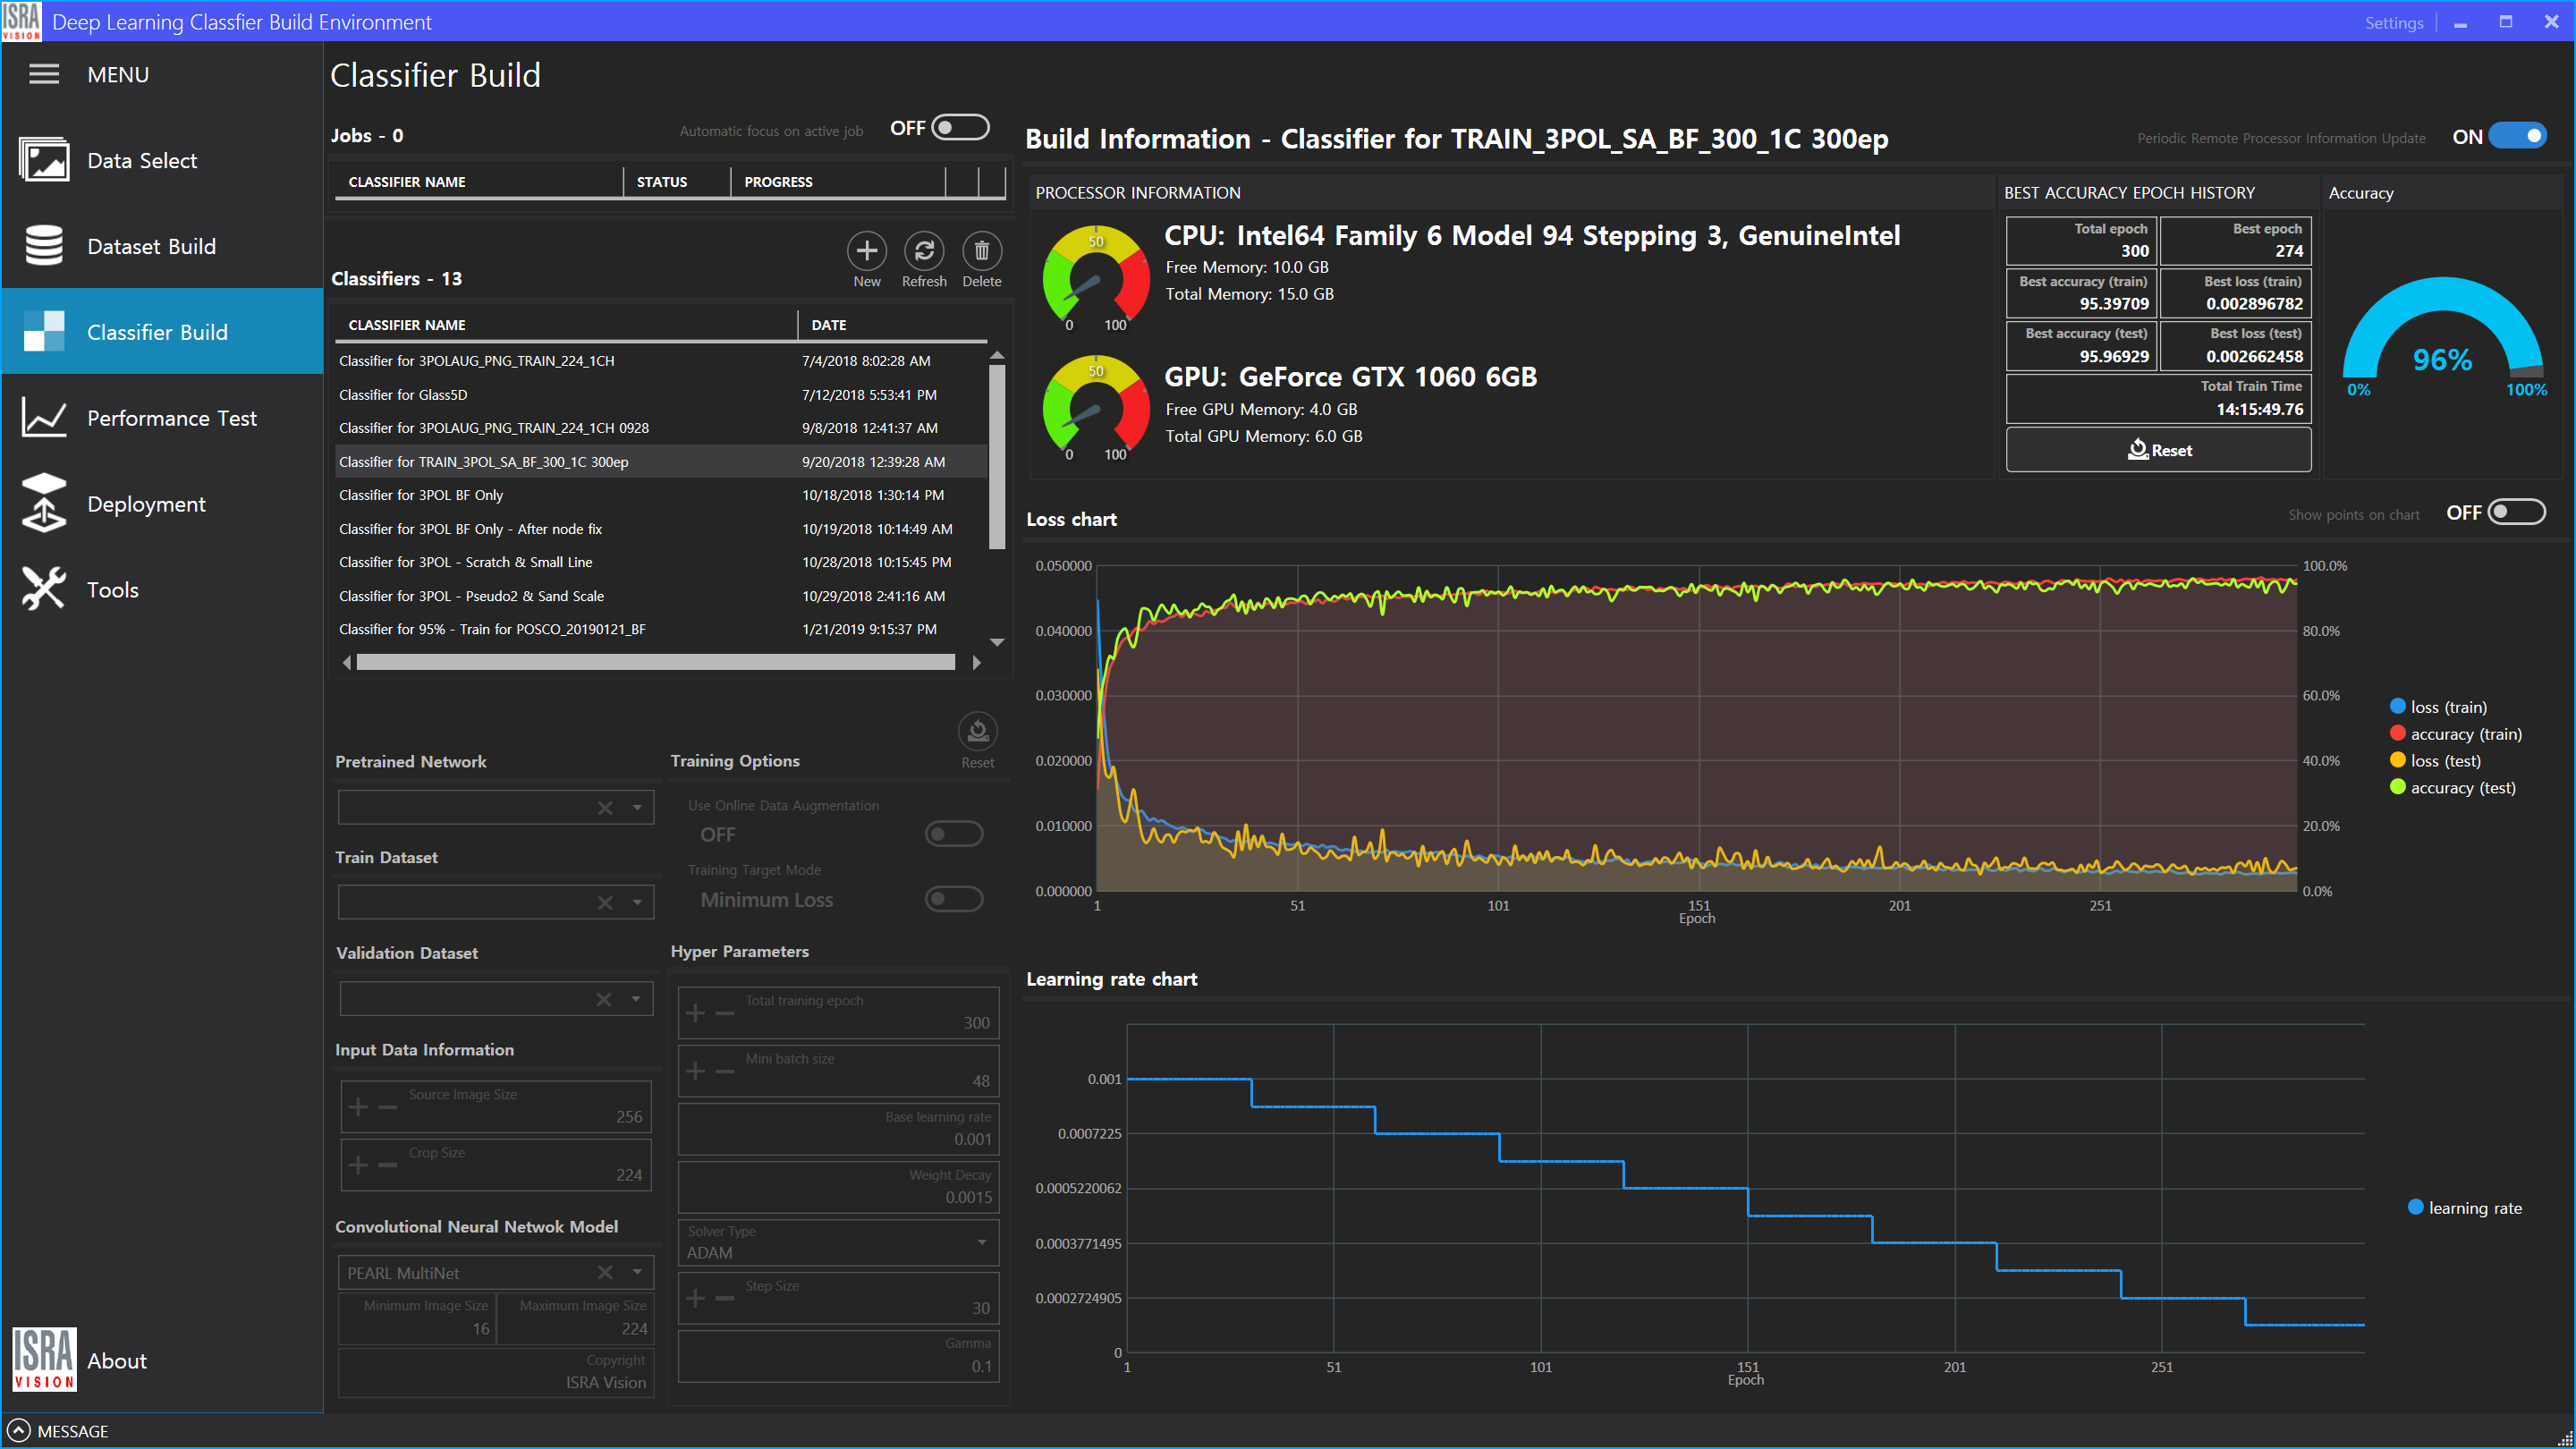 ISRA
VISION
Deep Learning Classfier Build Environment
Settings
MENU
Data Select
Dataset Build
Classifier Build
Performance Test
Deployment
Tools
ISRA
VISION
About
MESSAGE
Classifier Build
Jobs - 0
Automatic focus on active job OFF
CLASSIFIER NAME STATUS PROGRESS
Classifiers - 13
New Refresh Delete
CLASSIFIER NAME DATE
Classifier for 3POLAUG_PNG_TRAIN_224_1CH 7/4/2018 8:02:28 AM
Classifier for Glass5D 7/12/2018 5:53:41 PM
Classifier for 3POLAUG_PNG_TRAIN_224_1CH 0928 9/8/2018 12:41:37 AM
Classifier for TRAIN_3POL_SA_BF_300_1C 300ep 9/20/2018 12:39:28 AM
Classifier for 3POL BF Only 10/18/2018 1:30:14 PM
Classifier for 3POL BF Only - After node fix 10/19/2018 10:14:49 AM
Classifier for 3POL - Scratch & Small Line 10/28/2018 10:15:45 PM
Classifier for 3POL - Pseudo2 & Sand Scale 10/29/2018 2:41:16 AM
Classifier for 95% - Train for POSCO_20190121_BF 1/21/2019 9:15:37 PM
Pretrained Network
Train Dataset
Validation Dataset
Input Data Information
Source Image Size
256
Crop Size
224
Convolutional Neural Netwok Model
PEARL MultiNet
Minimum Image Size
16
Maximum Image Size
224
Copyright
ISRA Vision
Reset
Training Options
Use Online Data Augmentation
OFF
Training Target Mode
Minimum Loss
Hyper Parameters
Total training epoch
300
Mini batch size
48
Base learning rate
0.001
Weight Decay
0.0015
Solver Type
ADAM
Step Size
30
Gamma
0.1
Build Information - Classifier for TRAIN_3POL_SA_BF_300_1C 300ep
Periodic Remote Processor Information Update ON
PROCESSOR INFORMATION
50
0 100
CPU: Intel64 Family 6 Model 94 Stepping 3, GenuineIntel
Free Memory: 10.0 GB
Total Memory: 15.0 GB
50
0 100
GPU: GeForce GTX 1060 6GB
Free GPU Memory: 4.0 GB
Total GPU Memory: 6.0 GB
BEST ACCURACY EPOCH HISTORY
Total epoch
300
Best epoch
274
Best accuracy (train)
95.39709
Best loss (train)
0.002896782
Best accuracy (test)
95.96929
Best loss (test)
0.002662458
Total Train Time
14:15:49.76
Reset
Accuracy
96%
0% 100%
Loss chart
Show points on chart OFF
0.050000
0.040000
0.030000
0.020000
0.010000
0.000000
100.0%
80.0%
60.0%
40.0%
20.0%
0.0%
1 51 101 151 201 251
Epoch
loss (train)
accuracy (train)
loss (test)
accuracy (test)
Learning rate chart
0.001
0.0007225
0.0005220062
0.0003771495
0.0002724905
0
1 51 101 151 201 251
Epoch
learning rate